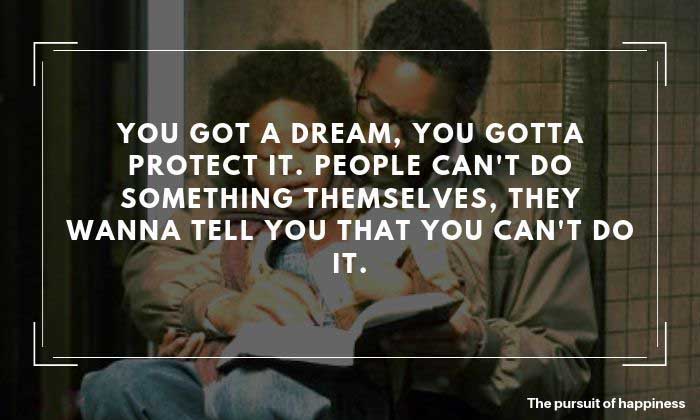 YOU GOT A DREAM, YOU GOTTA
PROTECT IT. PEOPLE CAN'T DO
SOMETHING THEMSELVES, THEY
WANNA TELL YOU THAT YOU CAN'T DO
IT.
The pursuit of happiness